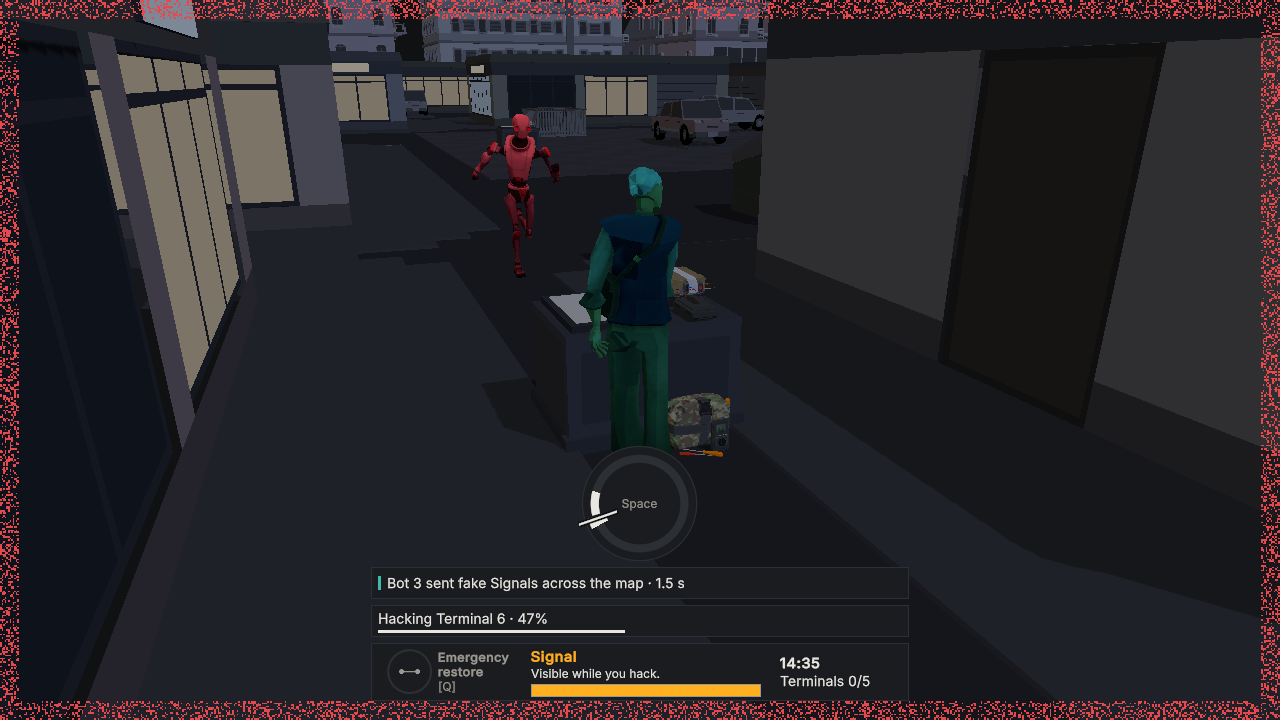 Space
Bot 3 sent fake Signals across the map · 1.5 s
Hacking Terminal 6 · 47%
Emergency
restore
[Q]
Signal
Visible while you hack.
14:35
Terminals 0/5